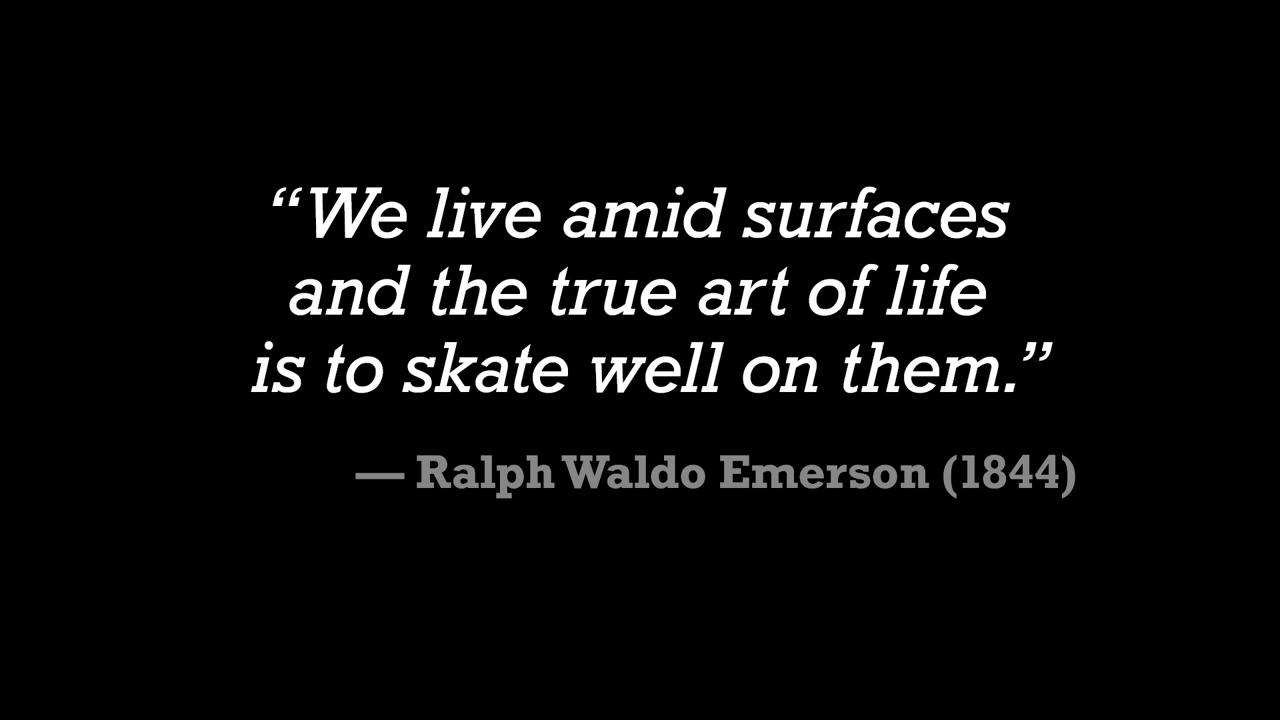 “We live amid surfaces
and the true art of life
is to skate well on them.”
— Ralph Waldo Emerson (1844)